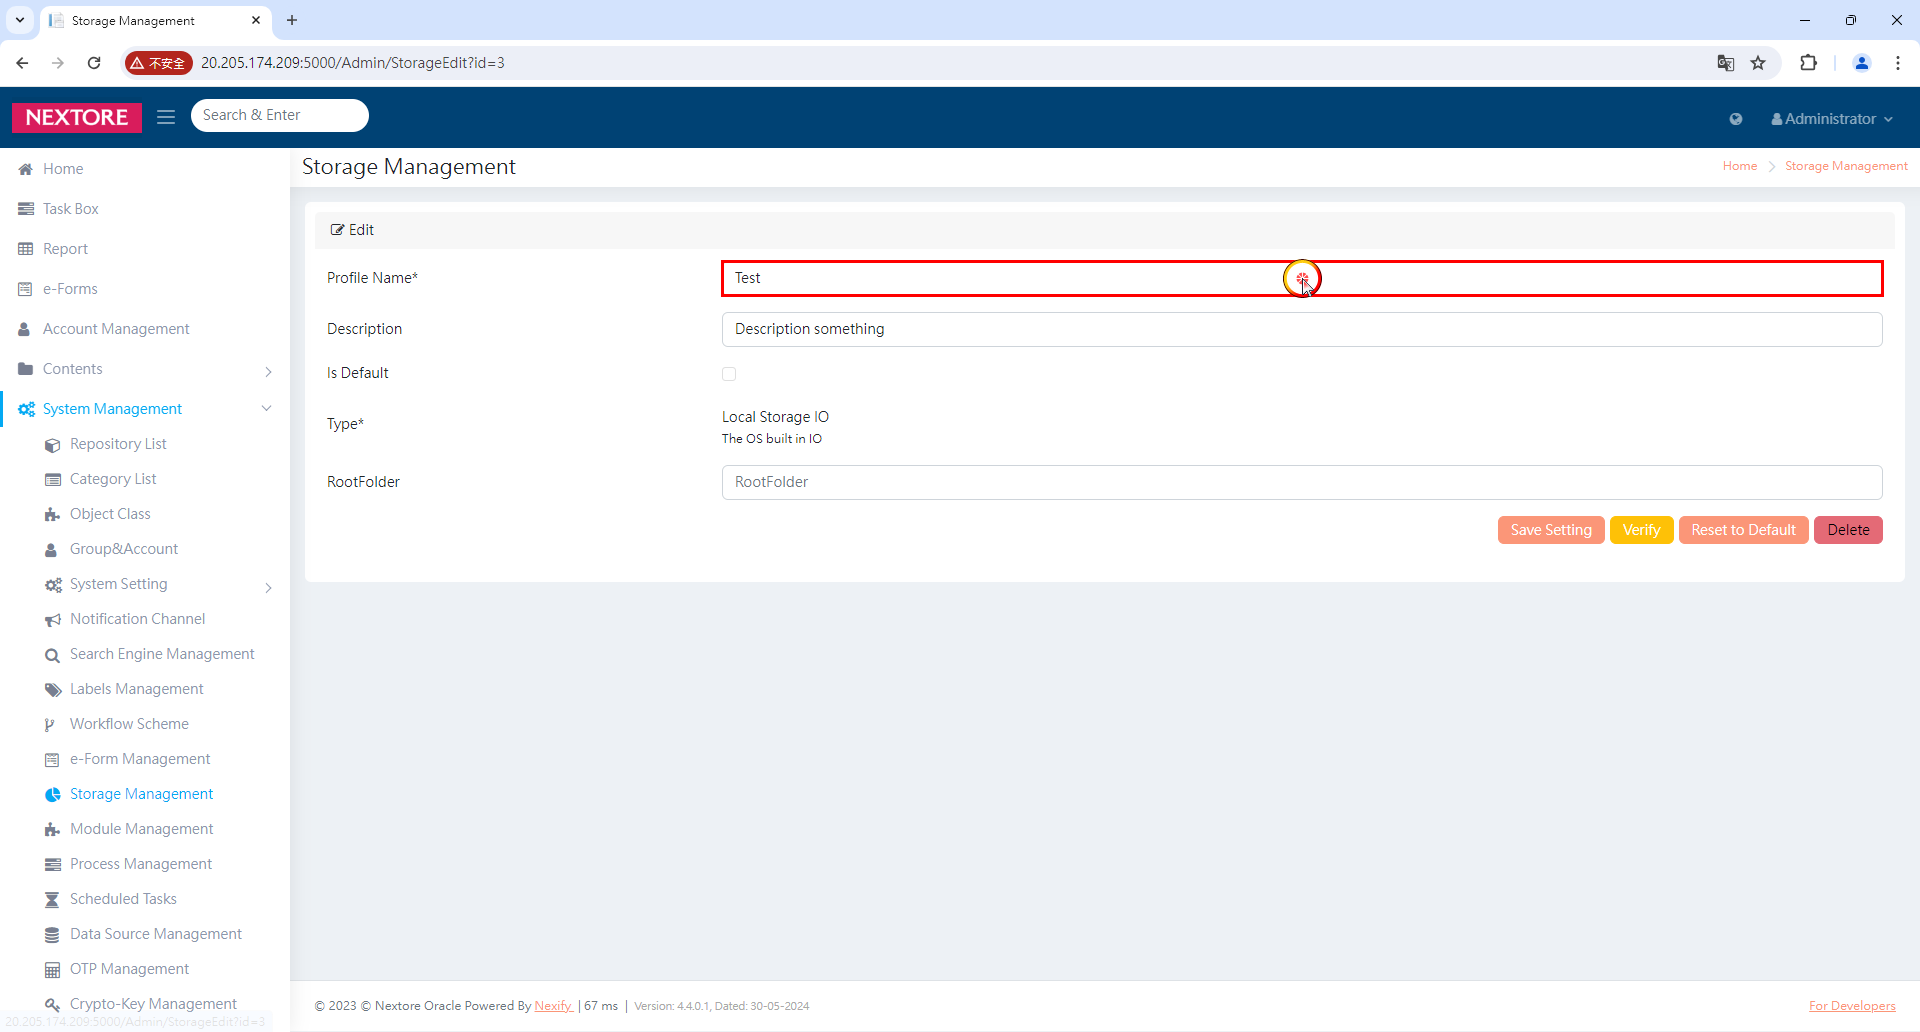 Storage Management
不安全
20.205.174.209:5000/Admin/StorageEdit?id=3
NEXTORE
Search & Enter
Administrator
Home
Task Box
Report
e-Forms
Account Management
Contents
System Management
Repository List
Category List
Object Class
Group&Account
System Setting
Notification Channel
Search Engine Management
Labels Management
Workflow Scheme
e-Form Management
Storage Management
Module Management
Process Management
Scheduled Tasks
Data Source Management
OTP Management
Crypto-Key Management
20.205.174.209:5000/Admin/StorageEdit?id=3
Storage Management
Home > Storage Management
Edit
Profile Name*
Test
Description
Description something
Is Default
Type*
Local Storage IO
The OS built in IO
RootFolder
RootFolder
Save Setting
Verify
Reset to Default
Delete
© 2023 © Nextore Oracle Powered By Nexify | 67 ms | Version: 4.4.0.1, Dated: 30-05-2024
For Developers